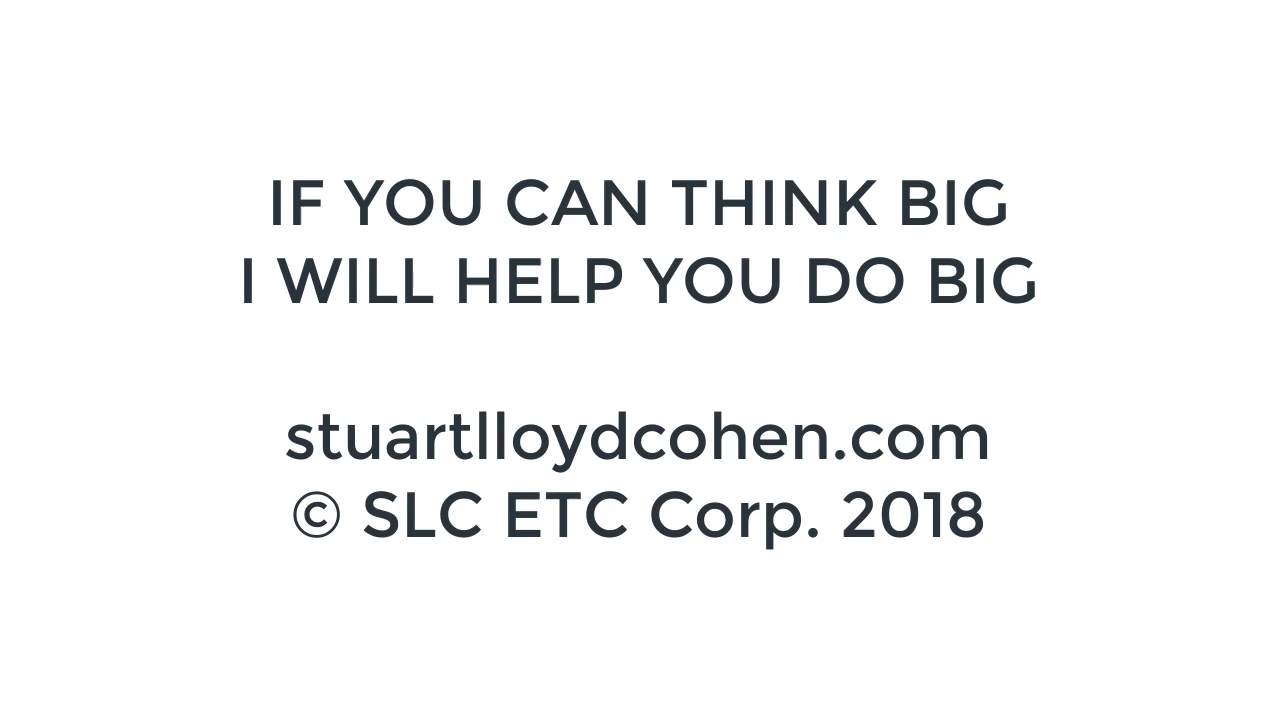 IF YOU CAN THINK BIG
I WILL HELP YOU DO BIG
stuartlloydcohen.com
© SLC ETC Corp. 2018